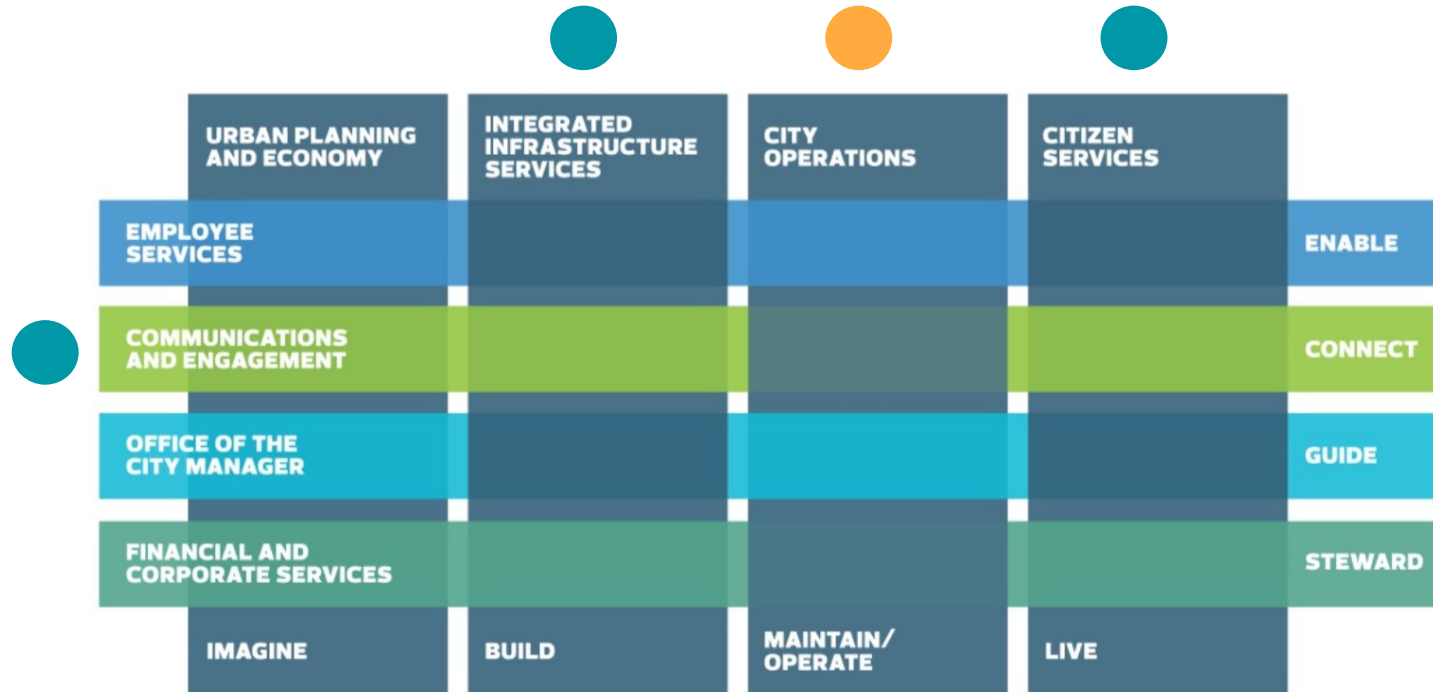 URBAN PLANNING
AND ECONOMY
INTEGRATED
INFRASTRUCTURE
SERVICES
CITY
OPERATIONS
CITIZEN
SERVICES
EMPLOYEE
SERVICES
ENABLE
COMMUNICATIONS
AND ENGAGEMENT
CONNECT
OFFICE OF THE
CITY MANAGER
GUIDE
FINANCIAL AND
CORPORATE SERVICES
STEWARD
IMAGINE
BUILD
MAINTAIN/
OPERATE
LIVE